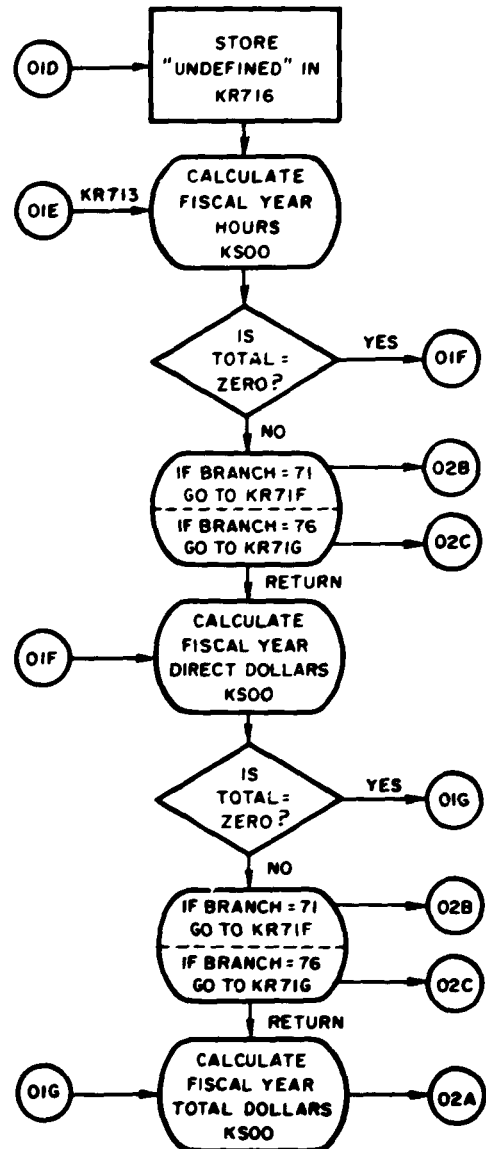 STORE
01D
"UNDEFINED" IN
KR716
CALCULATE
KR713
FISCAL YEAR
01E
HOURS
KS00
IS
YES
TOTAL =
01F
ZERO?
NO
IF BRANCH = 71
02B
GO TO KR71F
IF BRANCH = 76
02C
GO TO KR71G
RETURN
CALCULATE
FISCAL YEAR
01F
DIRECT DOLLARS
KS00
IS
YES
TOTAL =
01G
ZERO?
NO
IF BRANCH = 71
02B
GO TO KR71F
IF BRANCH = 76
02C
GO TO KR71G
RETURN
CALCULATE
FISCAL YEAR
01G
TOTAL DOLLARS
02A
KS00